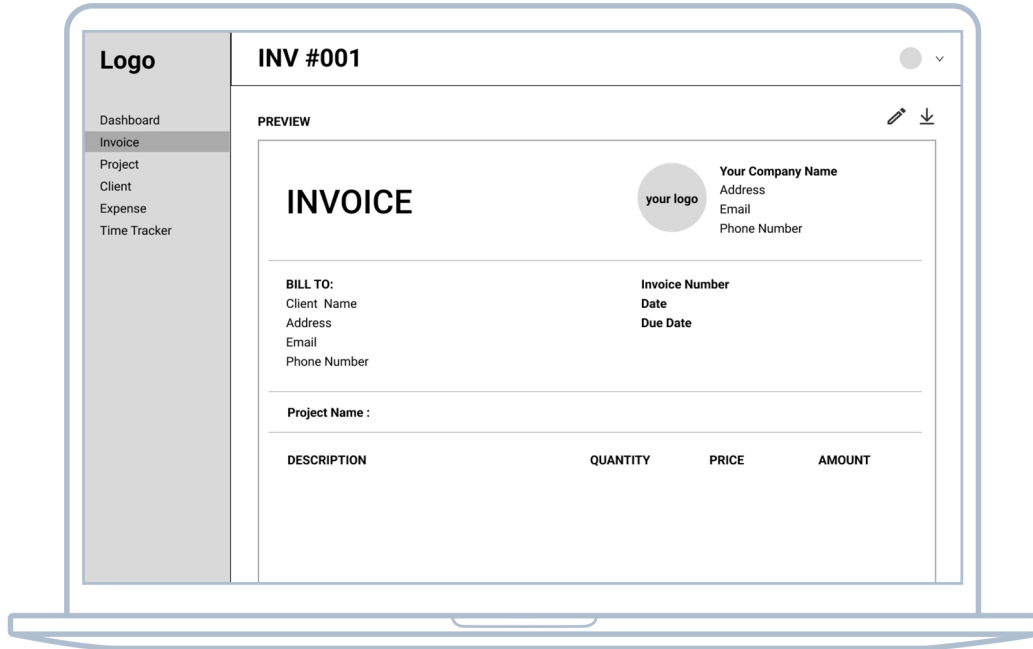 Logo
INV #001
Dashboard
Invoice
Project
Client
Expense
Time Tracker
PREVIEW
INVOICE
your logo
Your Company Name
Address
Email
Phone Number
BILL TO:
Client Name
Address
Email
Phone Number
Invoice Number
Date
Due Date
Project Name :
DESCRIPTION QUANTITY PRICE AMOUNT